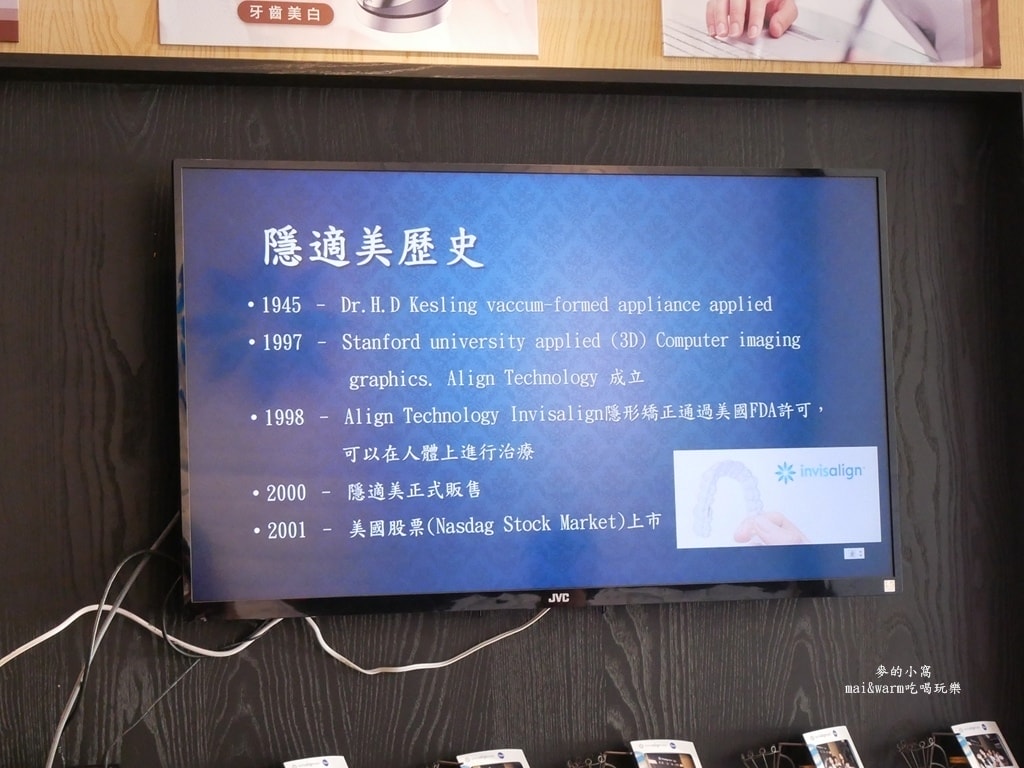 牙齒美白
隱適美歷史
• 1945 - Dr.H.D Kesling vaccum-formed appliance applied
• 1997 - Stanford university applied (3D) Computer imaging
graphics. Align Technology 成立
• 1998 - Align Technology Invisalign隱形矯正通過美國FDA許可，
可以在人體上進行治療
• 2000 - 隱適美正式販售
• 2001 - 美國股票(Nasdag Stock Market)上市
invisalign
JVC
麥的小窩
mai&warm吃喝玩樂